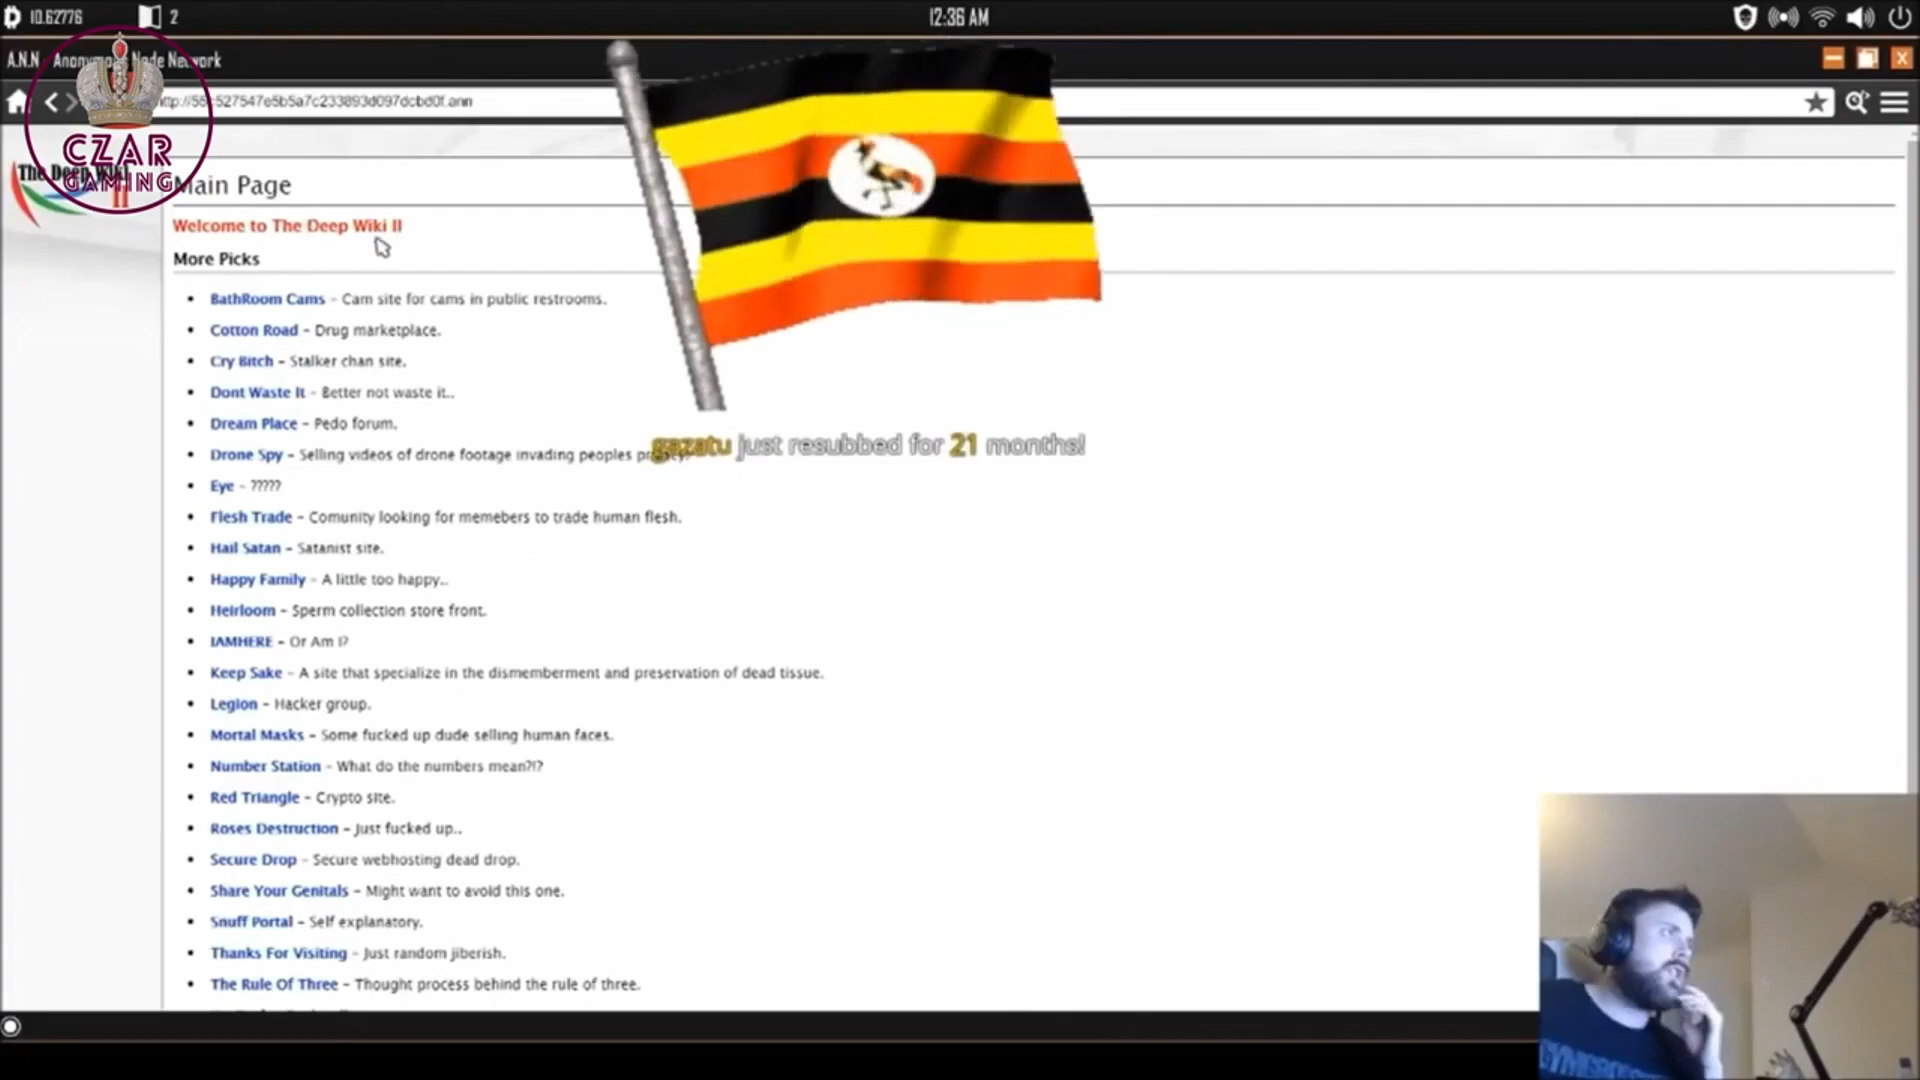 10.62776
2
12:36 AM
A.N.N - Anonymous Node Network
CZAR
GAMING
The Deep Wiki
II
Main Page
Welcome to The Deep Wiki II
More Picks
BathRoom Cams - Cam site for cams in public restrooms.
Cotton Road - Drug marketplace.
Cry Bitch - Stalker chan site.
Dont Waste It - Better not waste it..
Dream Place - Pedo forum.
Drone Spy - Selling videos of drone footage invading peoples
gazatu just resubbed for 21 months!
Eye - ?????
Flesh Trade - Comunity looking for memebers to trade human flesh.
Hail Satan - Satanist site.
Happy Family - A little too happy..
Heirloom - Sperm collection store front.
IAMHERE - Or Am I?
Keep Sake - A site that specialize in the dismemberment and preservation of dead tissue.
Legion - Hacker group.
Mortal Masks - Some fucked up dude selling human faces.
Number Station - What do the numbers mean?!?
Red Triangle - Crypto site.
Roses Destruction - Just fucked up..
Secure Drop - Secure webhosting dead drop.
Share Your Genitals - Might want to avoid this one.
Snuff Portal - Self explanatory.
Thanks For Visiting - Just random jiberish.
The Rule Of Three - Thought process behind the rule of three.